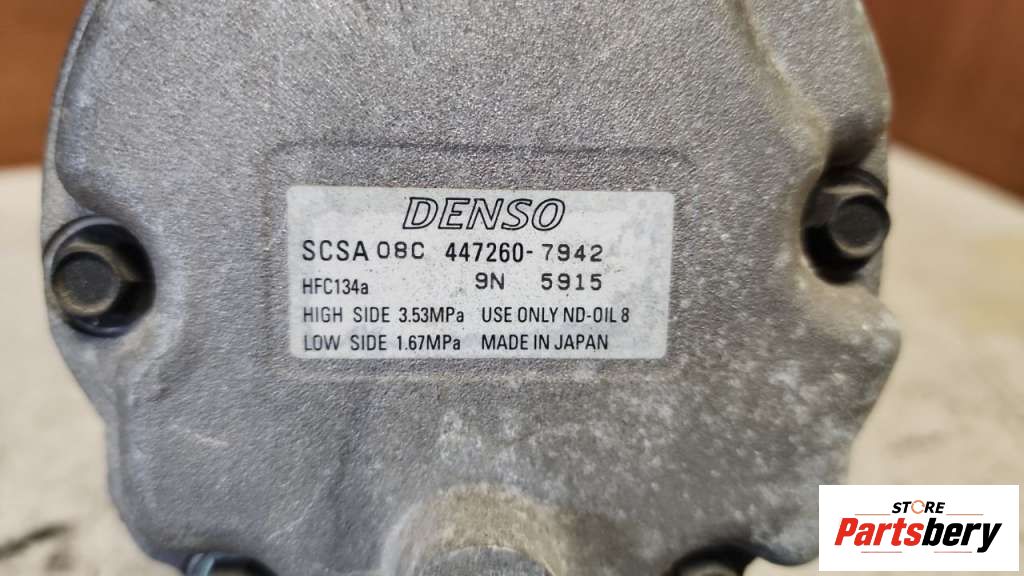 DENSO
SCSA 08C 447260-7942
HFC134a 9N 5915
HIGH SIDE 3.53MPa USE ONLY ND-OIL 8
LOW SIDE 1.67MPa MADE IN JAPAN
STORE
Partsbery